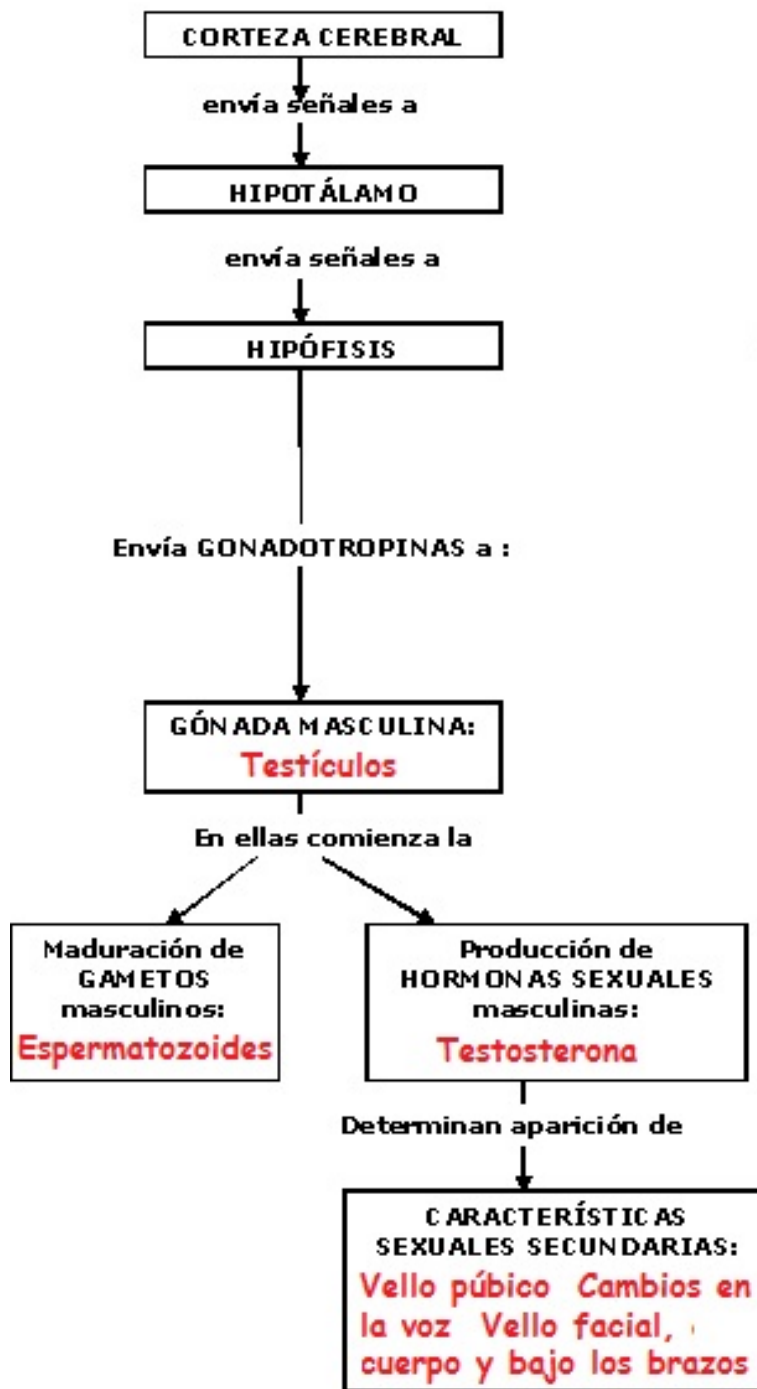 CORTEZA CEREBRAL
envía señales a
HIPOTÁLAMO
envía señales a
HIPÓFISIS
Envía GONADOTROPINAS a :
GÓNADA MASCULINA:
Testículos
En ellas comienza la
Maduración de
GAMETOS
masculinos:
Espermatozoides
Producción de
HORMONAS SEXUALES
masculinas:
Testosterona
Determinan aparición de
CARACTERÍSTICAS
SEXUALES SECUNDARIAS:
Vello púbico Cambios en
la voz Vello facial,
cuerpo y bajo los brazos